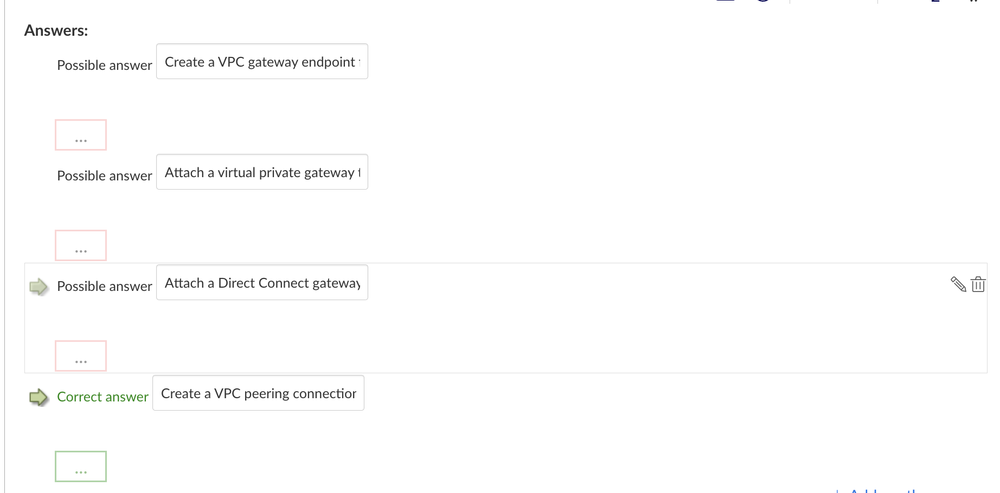 Answers:
Possible answer Create a VPC gateway endpoint
...
Possible answer Attach a virtual private gateway
...
Possible answer Attach a Direct Connect gateway
...
Correct answer Create a VPC peering connection
...